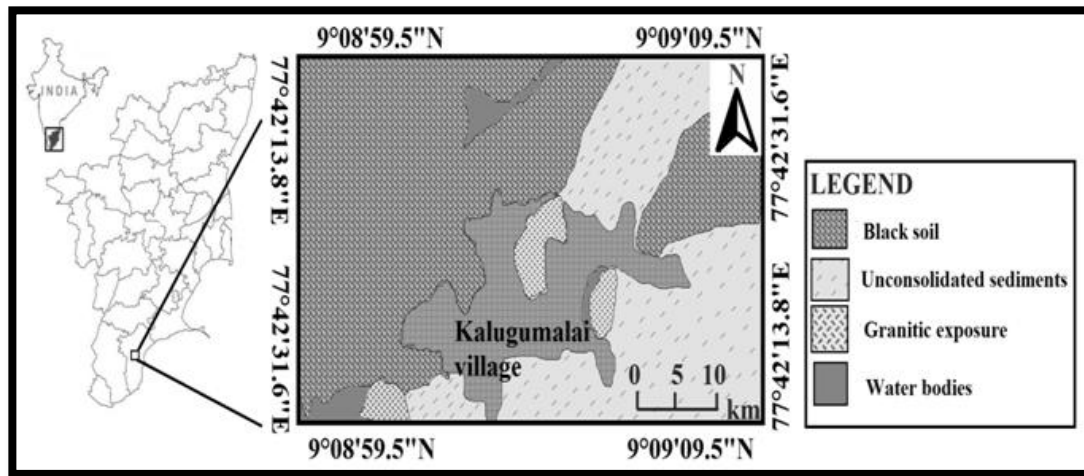 9°08'59.5"N
9°09'09.5"N
INDIA
77°42'13.8"E
77°42'31.6"E
N
77°42'31.6"E
77°42'13.8"E
Kalugumalai
village
0 5 10
km
9°08'59.5"N
9°09'09.5"N
LEGEND
Black soil
Unconsolidated sediments
Granitic exposure
Water bodies